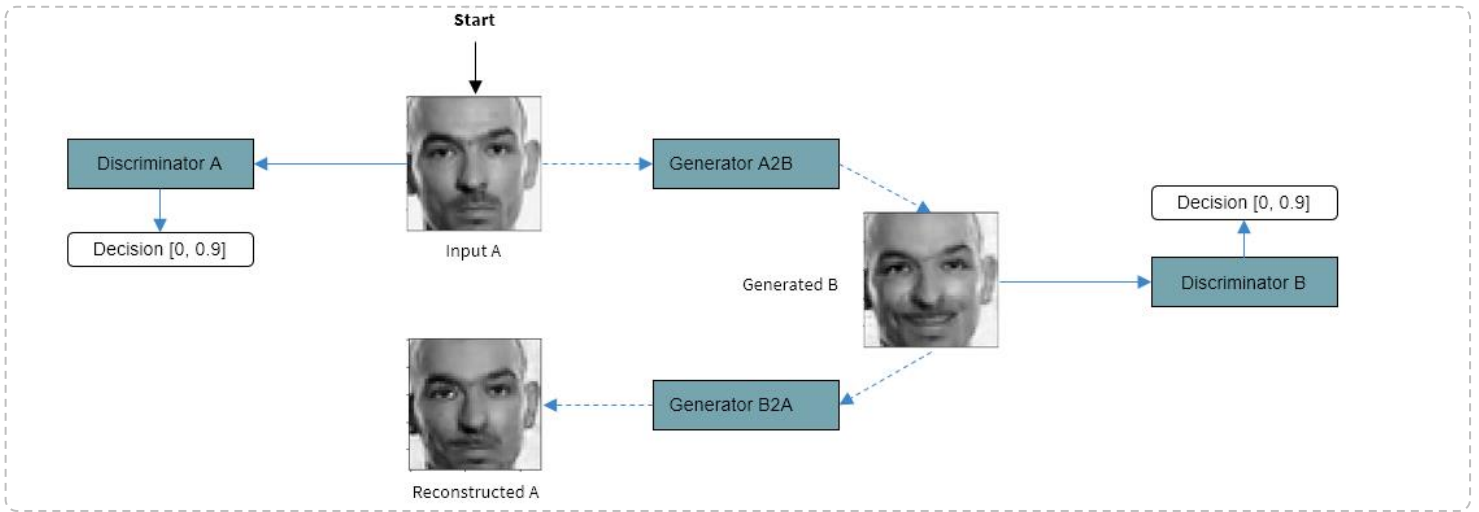 Start
Discriminator A
Generator A2B
Decision [0, 0.9]
Input A
Decision [0, 0.9]
Generated B
Discriminator B
Generator B2A
Reconstructed A